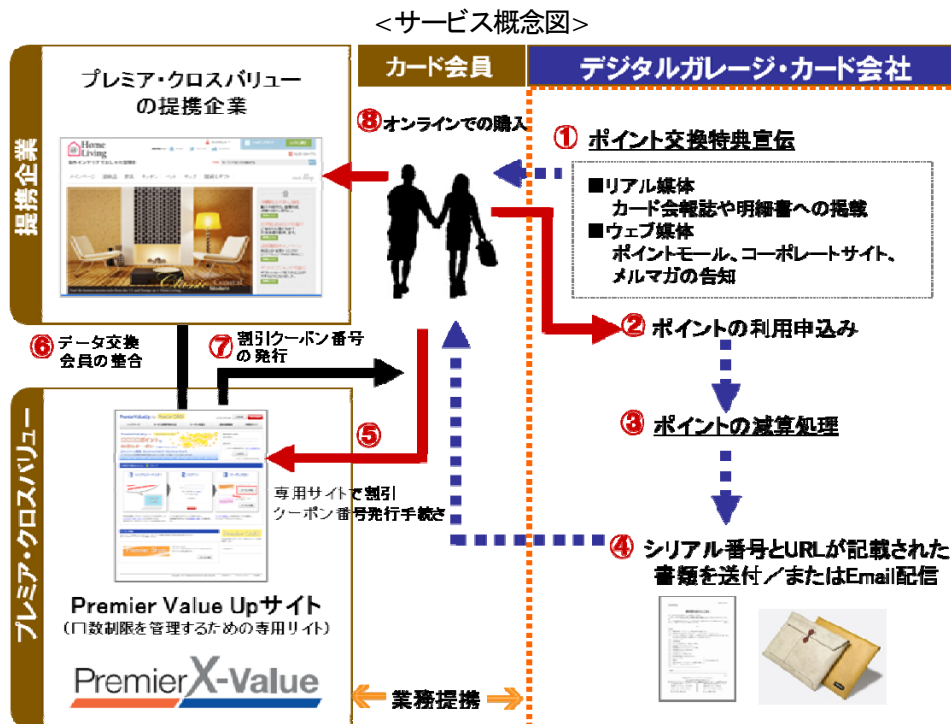 <サービス概念図>
提携企業
プレミア・クロスバリュー
の提携企業
Home
Living
Classic
Modern
カード会員
デジタルガレージ・カード会社
⑧オンラインでの購入
① ポイント交換特典宣伝
■リアル媒体
カード会報誌や明細書への掲載
■ウェブ媒体
ポイントモール、コーポレートサイト、
メルマガの告知
② ポイントの利用申込み
③ ポイントの減算処理
④ シリアル番号とURLが記載された
書類を送付／またはEmail配信
⑤
専用サイトで割引
クーポン番号発行手続き
⑥ データ交換
会員の整合
⑦ 割引クーポン番号
の発行
プレミア・クロスバリュー
Premier Value Upサイト
(口数制限を管理するための専用サイト)
Premier X-Value
業務提携